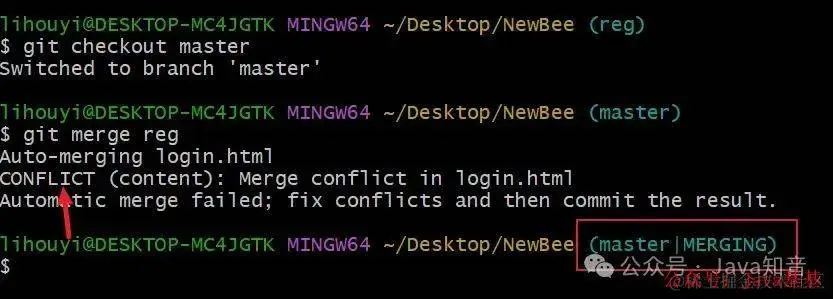 lihouyi@DESKTOP-MC4JGTK MINGW64 ~/Desktop/NewBee (reg)
$ git checkout master
Switched to branch 'master'
lihouyi@DESKTOP-MC4JGTK MINGW64 ~/Desktop/NewBee (master)
$ git merge reg
Auto-merging login.html
CONFLICT (content): Merge conflict in login.html
Automatic merge failed; fix conflicts and then commit the result.
lihouyi@DESKTOP-MC4JGTK MINGW64 ~/Desktop/NewBee (master|MERGING)
$
公众号 · Java知音